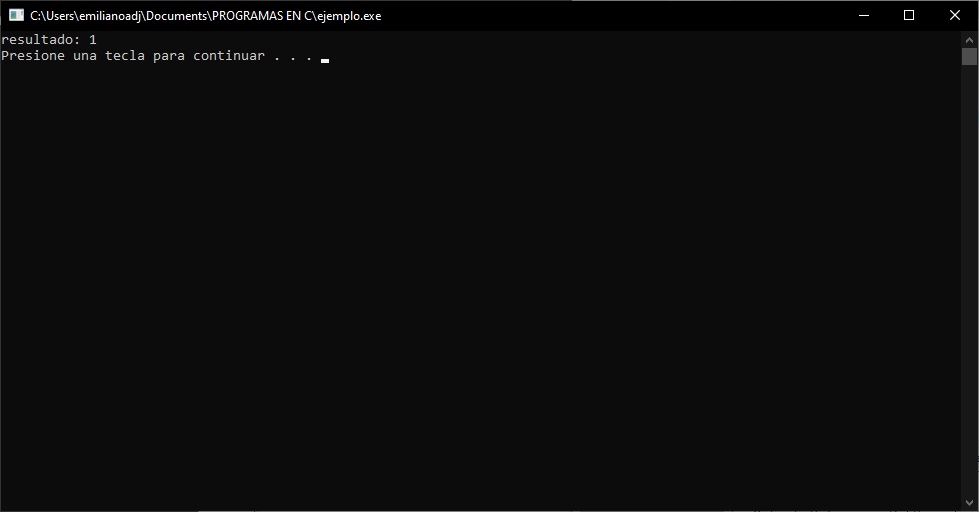 C:\Users\emilianoadj\Documents\PROGRAMAS EN C\ejemplo.exe
resultado: 1
Presione una tecla para continuar . . .